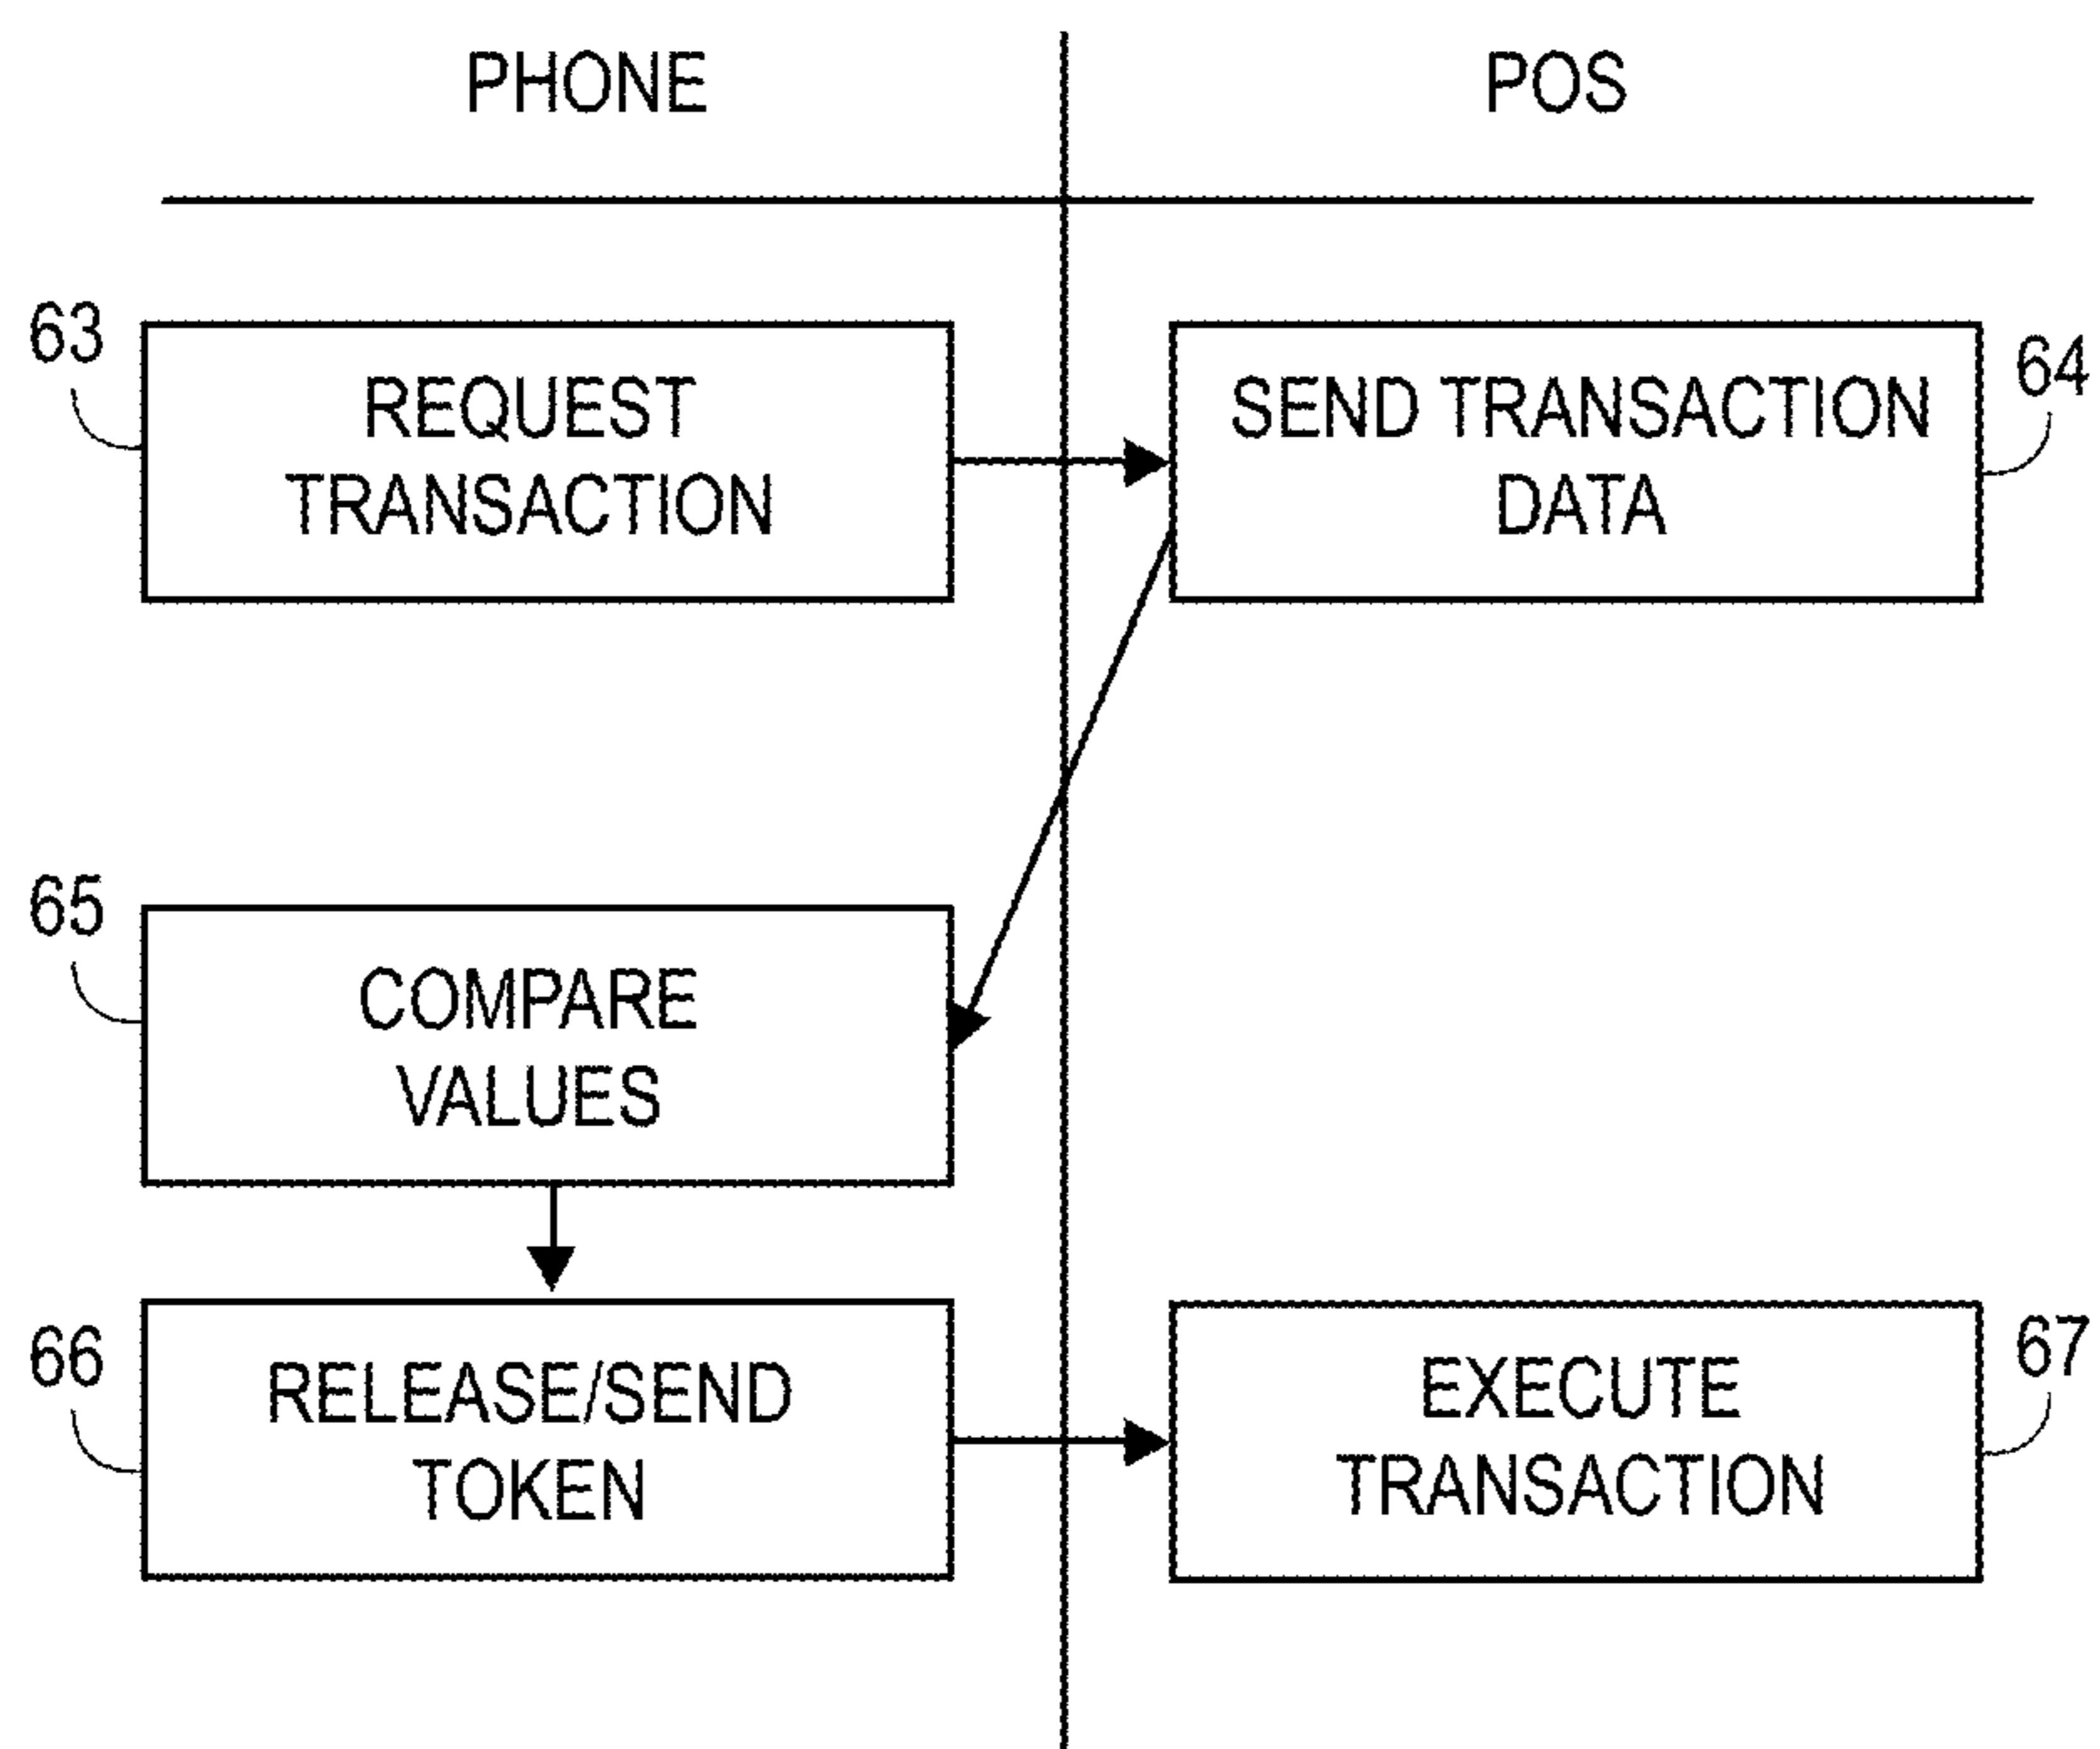 PHONE
POS
63
REQUEST
TRANSACTION
SEND TRANSACTION
DATA
64
65
COMPARE
VALUES
66
RELEASE/SEND
TOKEN
EXECUTE
TRANSACTION
67